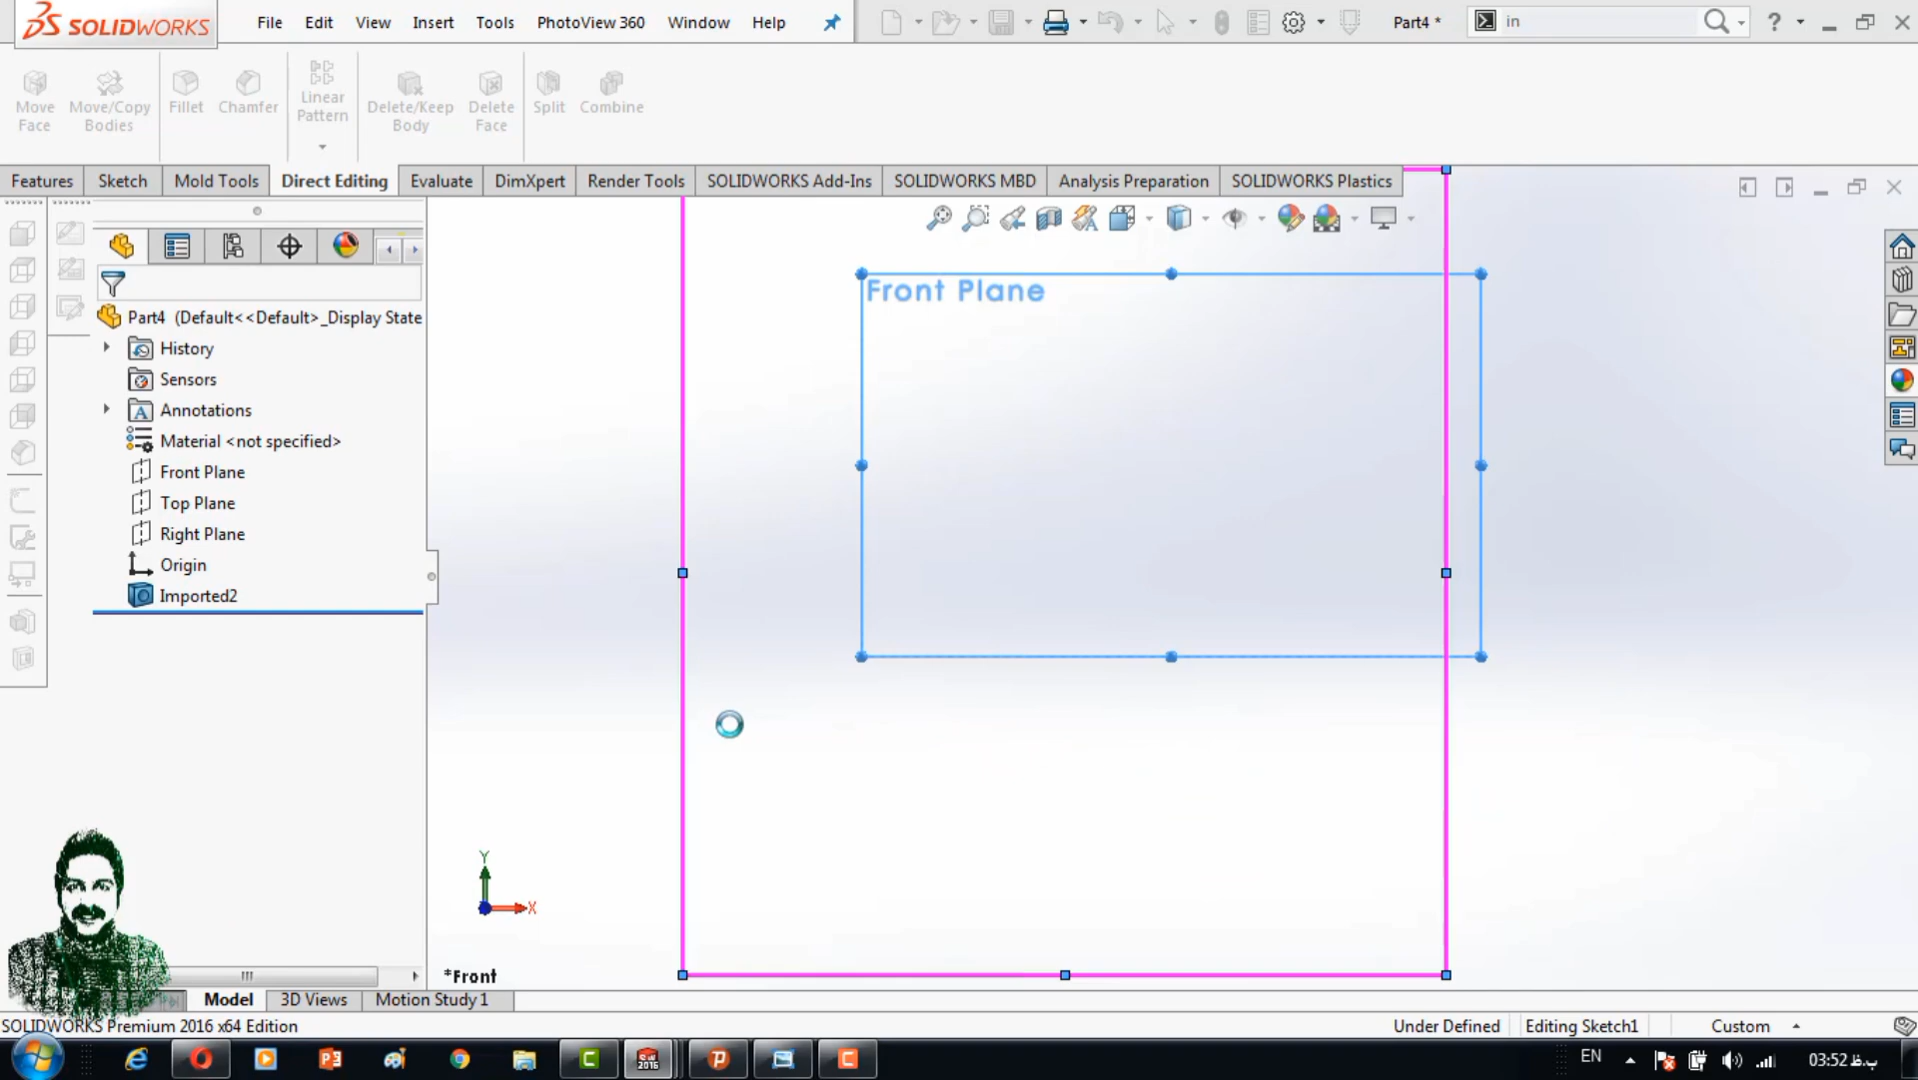 SOLIDWORKS File Edit View Insert Tools PhotoView 360 Window Help Part4 * in ?
Move Face
Move/Copy Bodies
Fillet
Chamfer
Linear Pattern
Delete/Keep Body
Delete Face
Split
Combine
Features Sketch Mold Tools Direct Editing Evaluate DimXpert Render Tools SOLIDWORKS Add-Ins SOLIDWORKS MBD Analysis Preparation SOLIDWORKS Plastics
Front Plane
Part4 (Default<<Default>_Display State
History
Sensors
A Annotations
Material <not specified>
Front Plane
Top Plane
Right Plane
Origin
Imported2
Y
X
*Front
Model 3D Views Motion Study 1
SOLIDWORKS Premium 2016 x64 Edition Under Defined Editing Sketch1 Custom
EN 03:52 ب.ظ